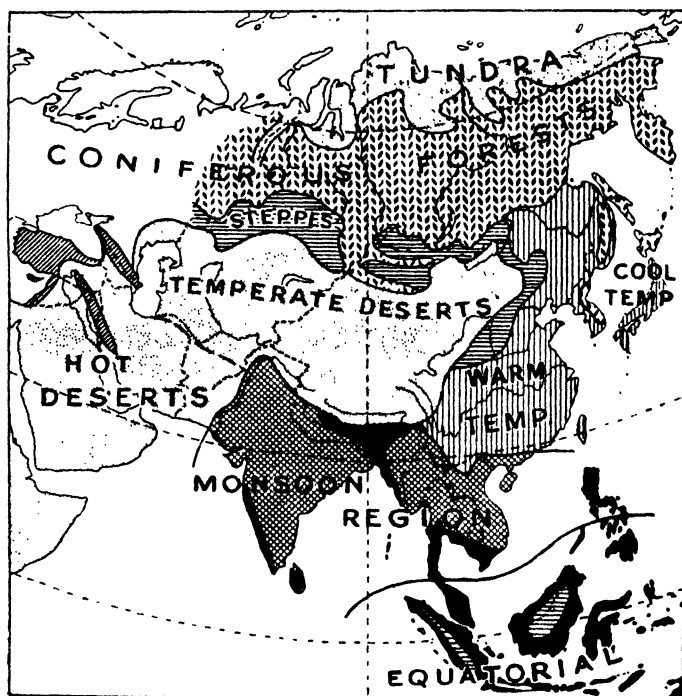 TUNDRA
CONIFEROUS FORESTS
STEPPES
COOL
TEMP
TEMPERATE DESERTS
HOT
DESERTS
WARM
TEMP
MONSOON
REGION
EQUATORIAL